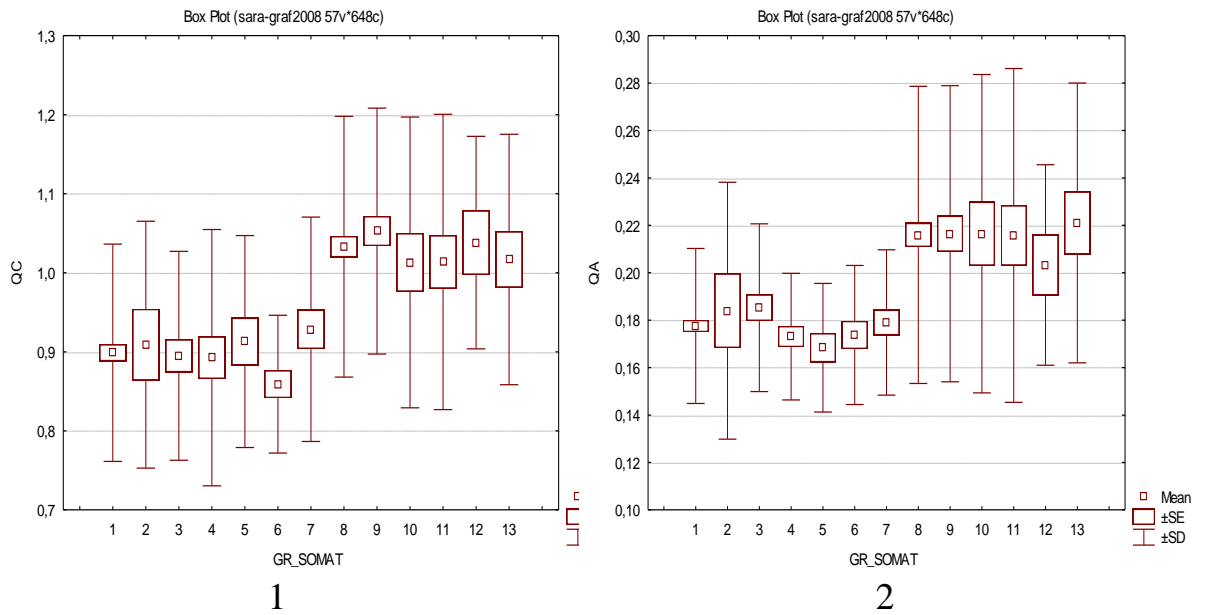 Box Plot (sara-graf2008 57v*648c)
1,3
1,2
1,1
1,0
0,9
0,8
0,7
QC
1 2 3 4 5 6 7 8 9 10 11 12 13
GR_SOMAT
1
Box Plot (sara-graf2008 57v*648c)
0,30
0,28
0,26
0,24
0,22
0,20
0,18
0,16
0,14
0,12
0,10
QA
1 2 3 4 5 6 7 8 9 10 11 12 13
GR_SOMAT
Mean
±SE
±SD
2